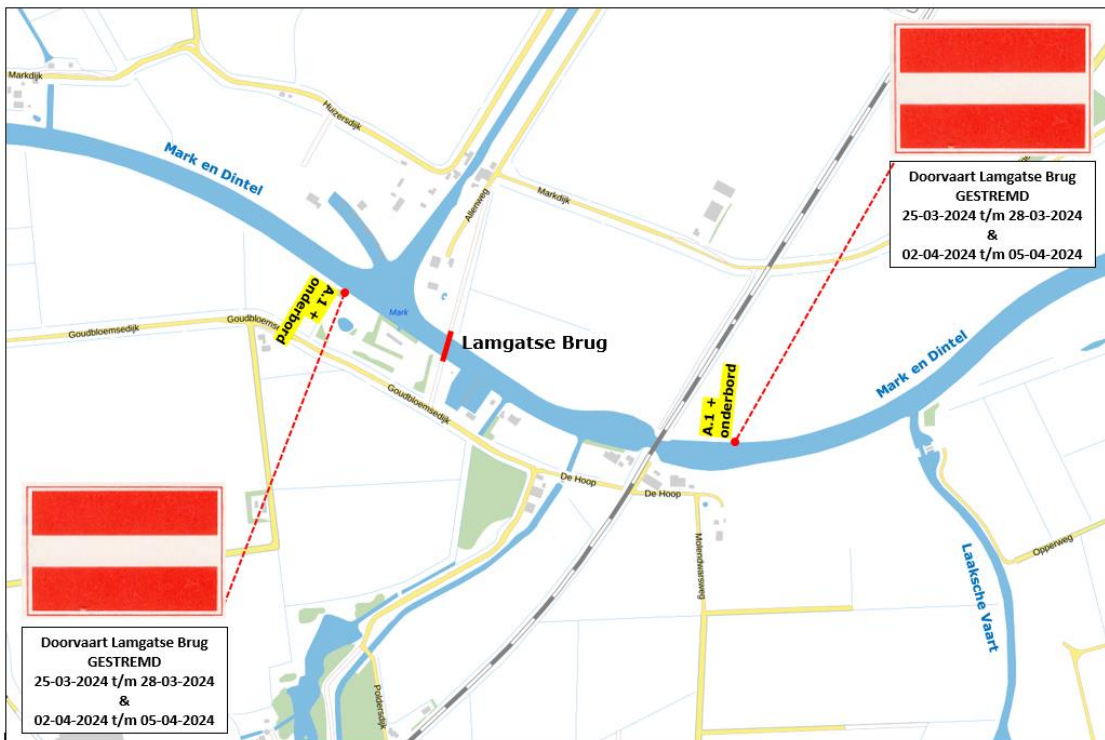 Markdijk
Huizersdijk
Mark en Dintel
Allenweg
Markdijk
Doorvaart Lamgatse Brug
GESTREMD
25-03-2024 t/m 28-03-2024
&
02-04-2024 t/m 05-04-2024
A.1 +
onderbord
Mark
Goudbloemsedijk
Goudbloemsedijk
Lamgatse Brug
Goudbloemsedijk
A.1 +
onderbord
Mark en Dintel
De Hoop
De Hoop
Molendwarsweg
Opperweg
Laaksche Vaart
Poldersdijk
Doorvaart Lamgatse Brug
GESTREMD
25-03-2024 t/m 28-03-2024
&
02-04-2024 t/m 05-04-2024